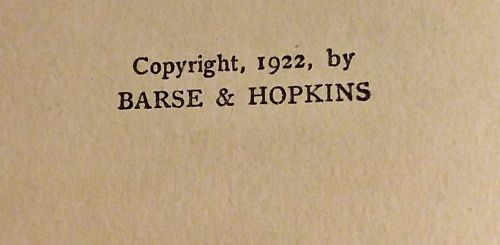 Copyright, 1922, by
BARSE & HOPKINS